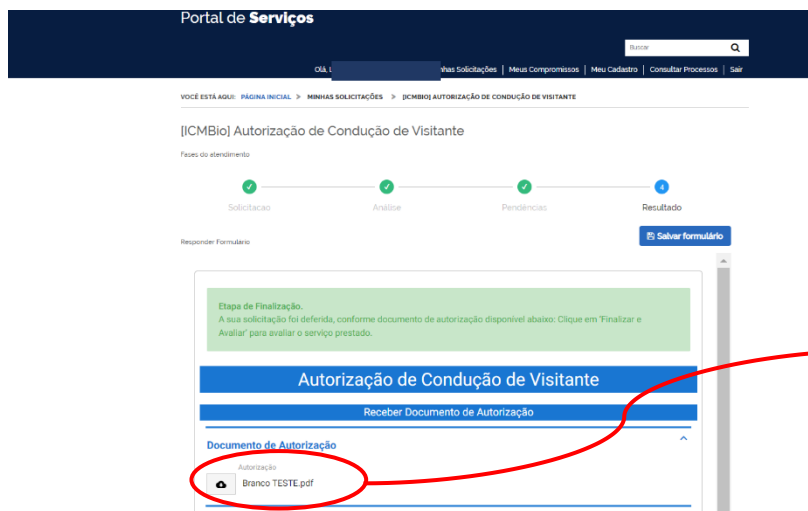 Portal de Serviços
Buscar
Olá, nhas Solicitações | Meus Compromissos | Meu Cadastro | Consultar Processos | Sair
VOCÊ ESTÁ AQUI: PÁGINA INICIAL > MINHAS SOLICITAÇÕES > [ICMBIO] AUTORIZAÇÃO DE CONDUÇÃO DE VISITANTE
[ICMBio] Autorização de Condução de Visitante
Fases do atendimento
4
Solicitacao Análise Pendências Resultado
Responder Formulário
Salvar formulário
Etapa de Finalização.
A sua solicitação foi deferida, conforme documento de autorização disponível abaixo: Clique em 'Finalizar e
Avaliar' para avaliar o serviço prestado.
Autorização de Condução de Visitante
Receber Documento de Autorização
Documento de Autorização
Autorização
Branco TESTE.pdf